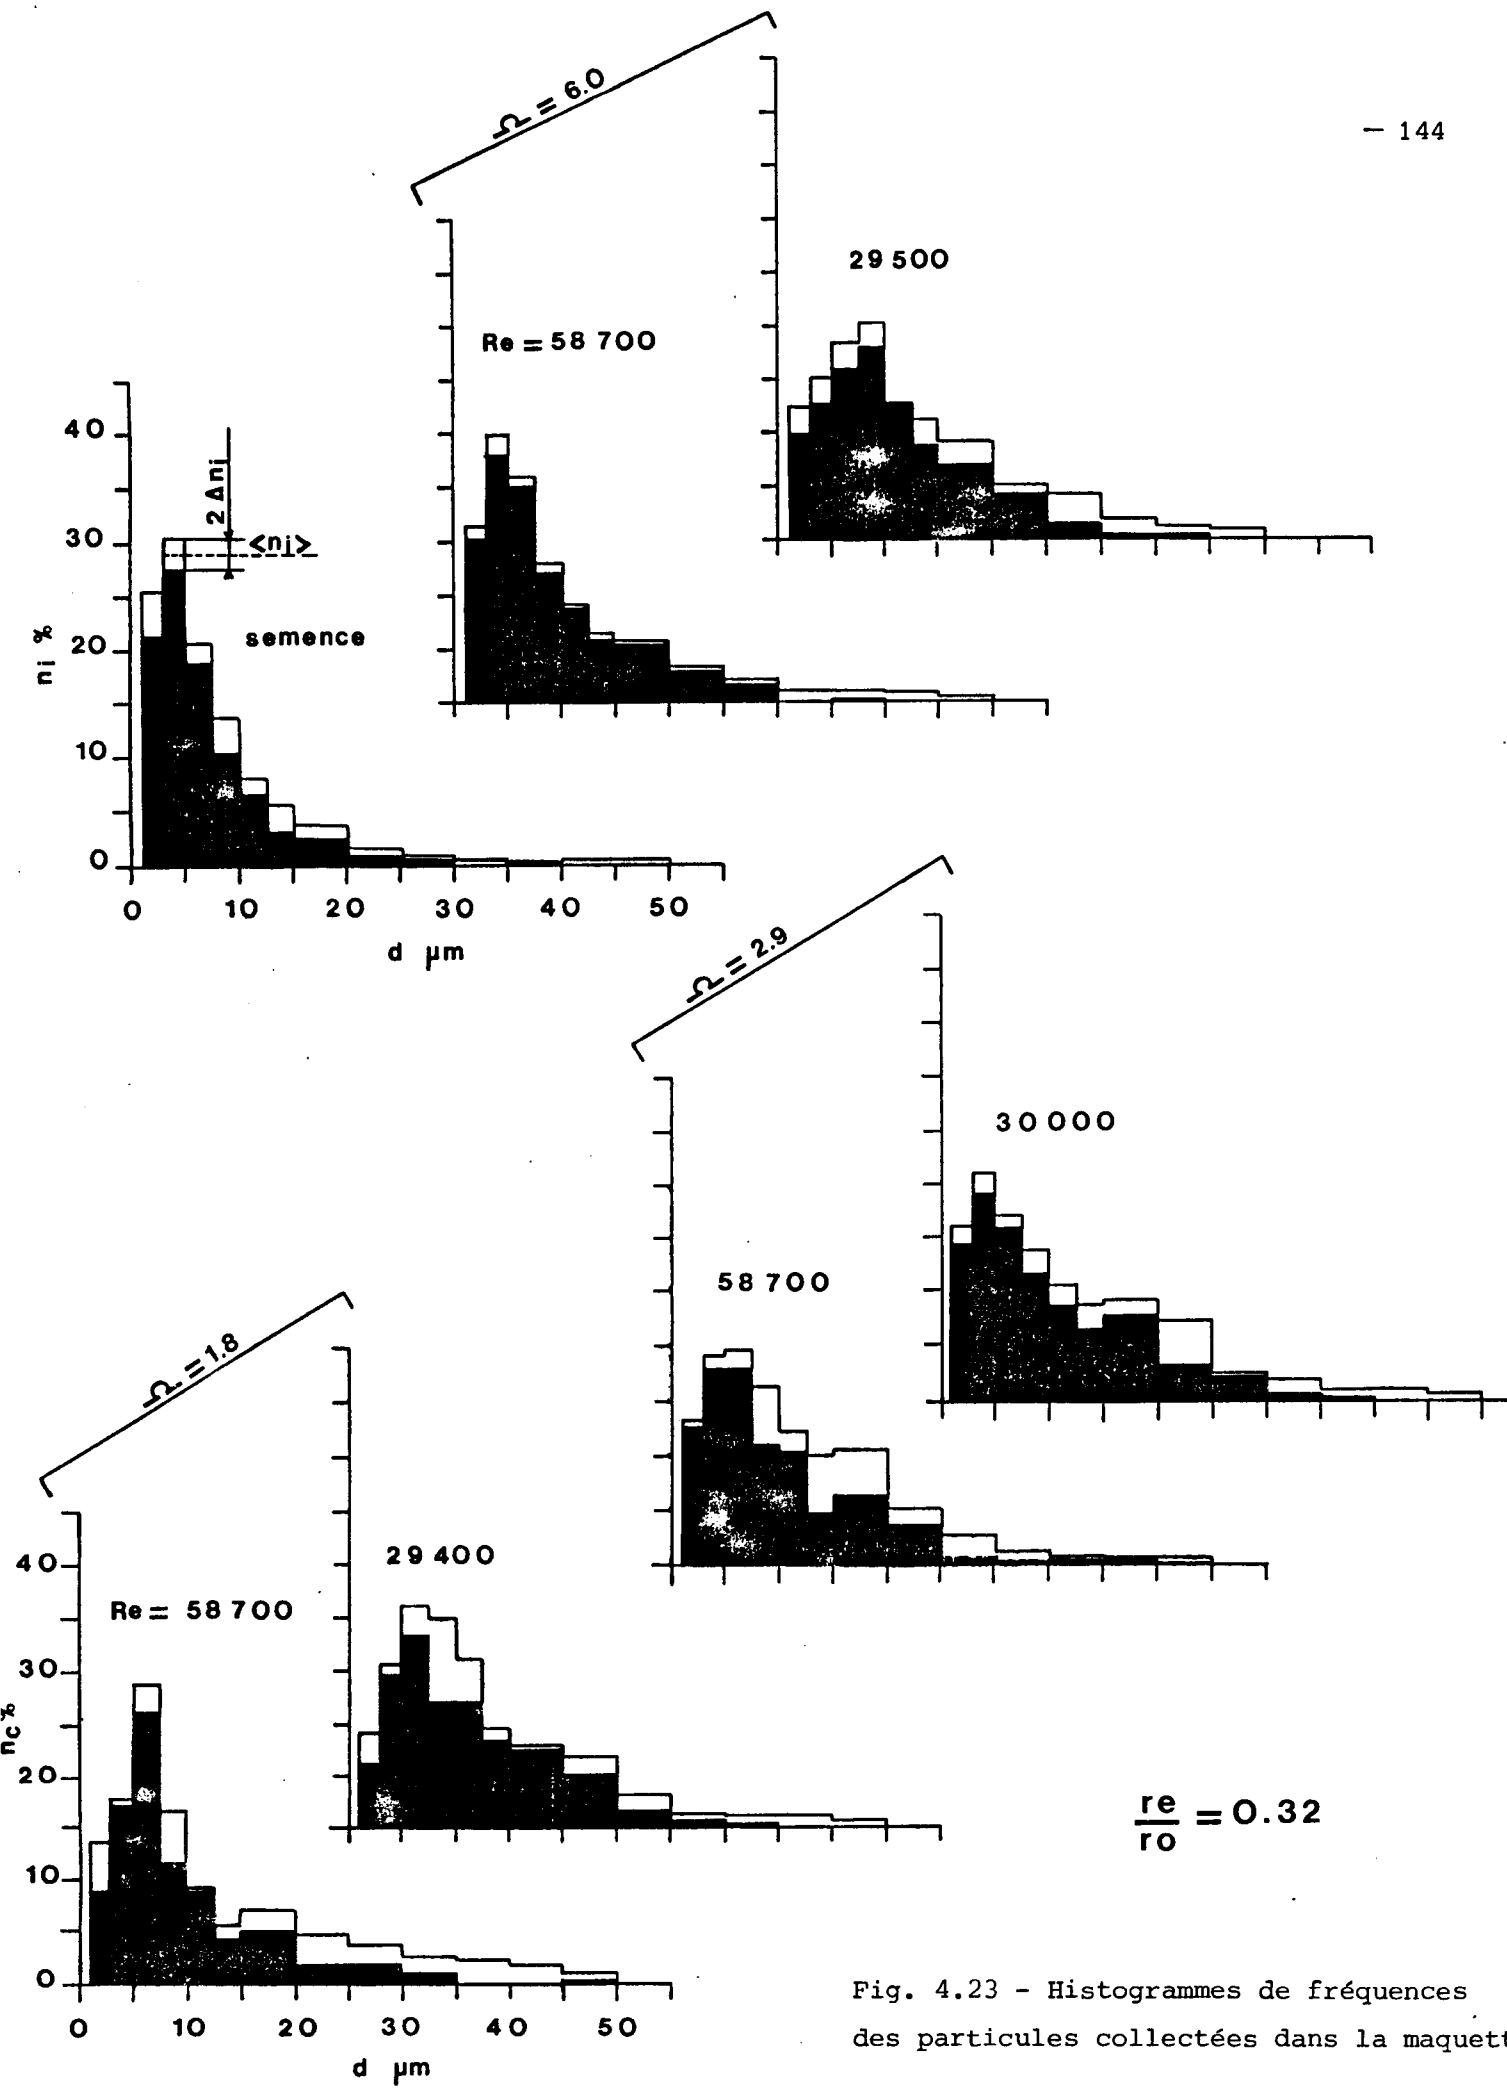 — 144
Ω = 6.0
29 500
Re = 58 700
40
30
20
10
0
ni %
2 Δni
<ni>
semence
0 10 20 30 40 50
d µm
Ω = 2.9
30 000
58 700
Ω = 1.8
29 400
Re = 58 700
40
30
20
10
0
nc %
0 10 20 30 40 50
d µm
re
ro = 0.32
Fig. 4.23 - Histogrammes de fréquences
des particules collectées dans la maquett